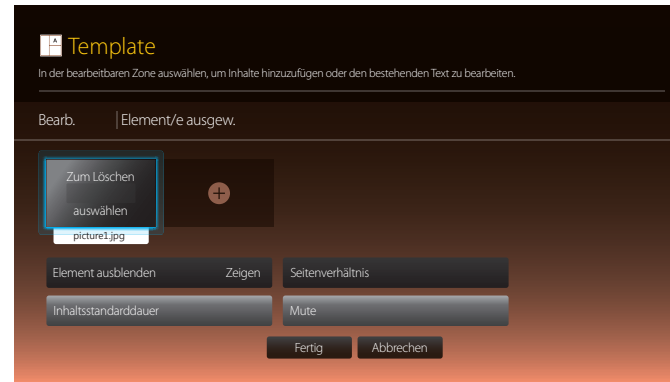 A
Template
In der bearbeitbaren Zone auswählen, um Inhalte hinzuzufügen oder den bestehenden Text zu bearbeiten.
Bearb. Element/e ausgew.
Zum Löschen
auswählen
picture1.jpg
Element ausblenden Zeigen Seitenverhältnis
Inhaltsstandarddauer Mute
Fertig Abbrechen